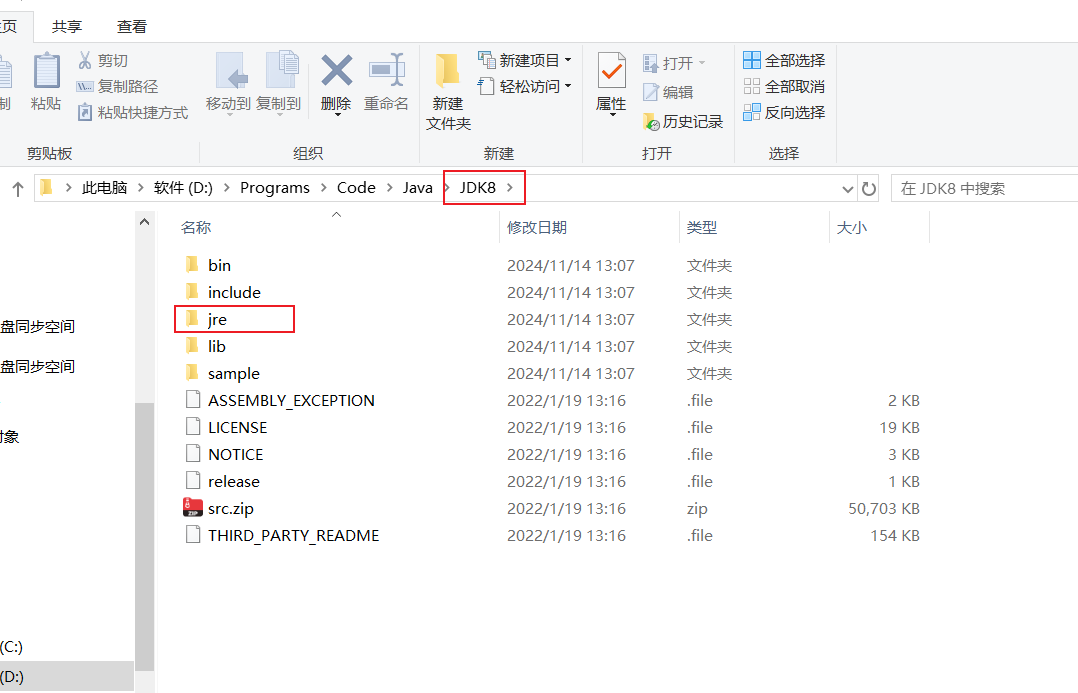 页 共享 查看
剪切
复制路径
粘贴快捷方式
制 粘贴
剪贴板
移动到 复制到 删除 重命名
组织
新建项目
轻松访问
新建
文件夹
新建
属性
打开
编辑
历史记录
打开
全部选择
全部取消
反向选择
选择
此电脑 软件 (D:) Programs Code Java JDK8
在 JDK8 中搜索
名称 修改日期 类型 大小
bin 2024/11/14 13:07 文件夹
include 2024/11/14 13:07 文件夹
jre 2024/11/14 13:07 文件夹
lib 2024/11/14 13:07 文件夹
sample 2024/11/14 13:07 文件夹
ASSEMBLY_EXCEPTION 2022/1/19 13:16 .file 2 KB
LICENSE 2022/1/19 13:16 .file 19 KB
NOTICE 2022/1/19 13:16 .file 3 KB
release 2022/1/19 13:16 .file 1 KB
ZIP src.zip 2022/1/19 13:16 zip 50,703 KB
THIRD_PARTY_README 2022/1/19 13:16 .file 154 KB
盘同步空间
盘同步空间
对象
(C:)
(D:)